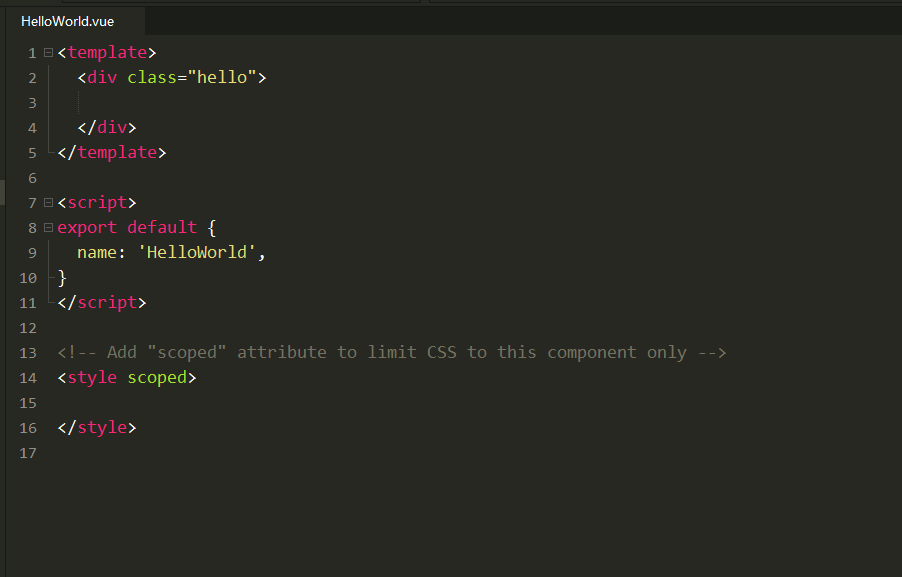 HelloWorld.vue
1 <template>
2   <div class="hello">
3
4   </div>
5 </template>
6
7 <script>
8 export default {
9   name: 'HelloWorld',
10 }
11 </script>
12
13 <!-- Add "scoped" attribute to limit CSS to this component only -->
14 <style scoped>
15
16 </style>
17